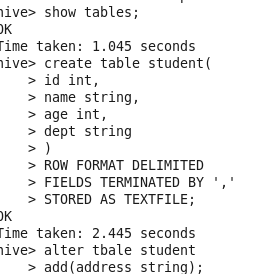 hive> show tables;
OK
Time taken: 1.045 seconds
hive> create table student(
> id int,
> name string,
> age int,
> dept string
> )
> ROW FORMAT DELIMITED
> FIELDS TERMINATED BY ','
> STORED AS TEXTFILE;
OK
Time taken: 2.445 seconds
hive> alter tbale student
> add(address string);